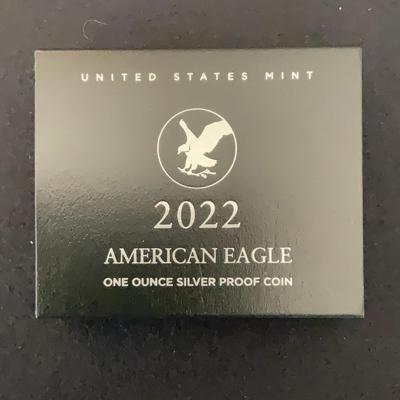 UNITED STATES MINT
2022
AMERICAN EAGLE
ONE OUNCE SILVER PROOF COIN